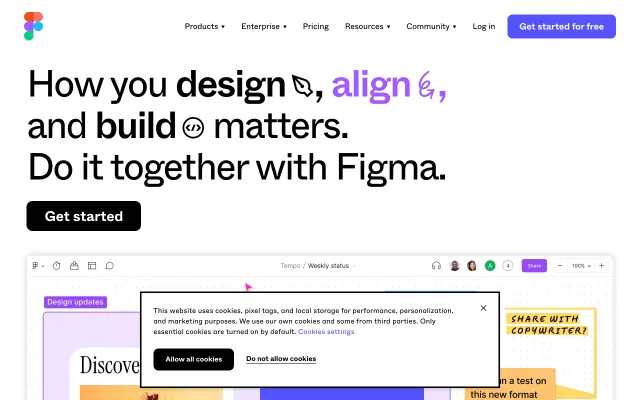 Products ▾ Enterprise ▾ Pricing Resources ▾ Community ▾ Log in Get started for free
How you design, align,
and build matters.
Do it together with Figma.
Get started
Tempo / Weekly status
A 4 Share − 100% +
Design updates
Discove
This website uses cookies, pixel tags, and local storage for performance, personalization,
and marketing purposes. We use our own cookies and some from third parties. Only
essential cookies are turned on by default. Cookies settings
Allow all cookies Do not allow cookies
SHARE WITH
COPYWRITER?
n a test on
this new format